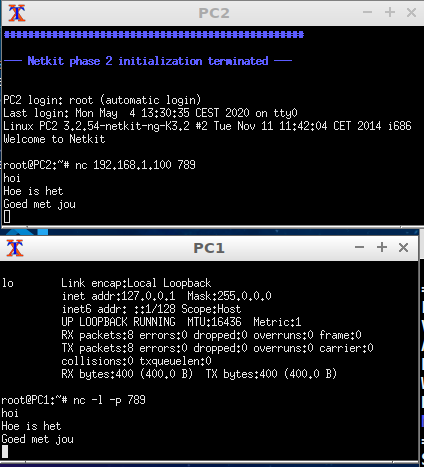 PC2
################################################
--- Netkit phase 2 initialization terminated ---
PC2 login: root (automatic login)
Last login: Mon May  4 13:30:35 CEST 2020 on tty0
Linux PC2 3.2.54-netkit-ng-K3.2 #2 Tue Nov 11 11:42:04 CET 2014 i686
Welcome to Netkit
root@PC2:~# nc 192.168.1.100 789
hoi
Hoe is het
Goed met jou
PC1
lo        Link encap:Local Loopback
inet addr:127.0.0.1  Mask:255.0.0.0
inet6 addr: ::1/128 Scope:Host
UP LOOPBACK RUNNING  MTU:16436  Metric:1
RX packets:8 errors:0 dropped:0 overruns:0 frame:0
TX packets:8 errors:0 dropped:0 overruns:0 carrier:0
collisions:0 txqueuelen:0
RX bytes:400 (400.0 B)  TX bytes:400 (400.0 B)
root@PC1:~# nc -l -p 789
hoi
Hoe is het
Goed met jou